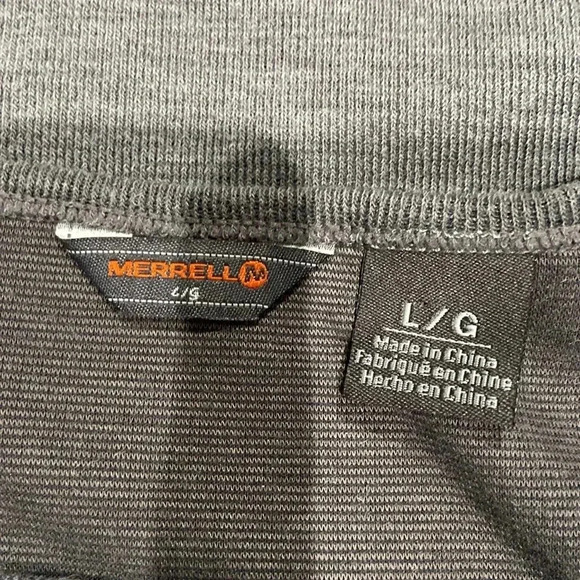 MERRELL M
L/G
L/G
Made in China
Fabriqué en Chine
Hecho en China